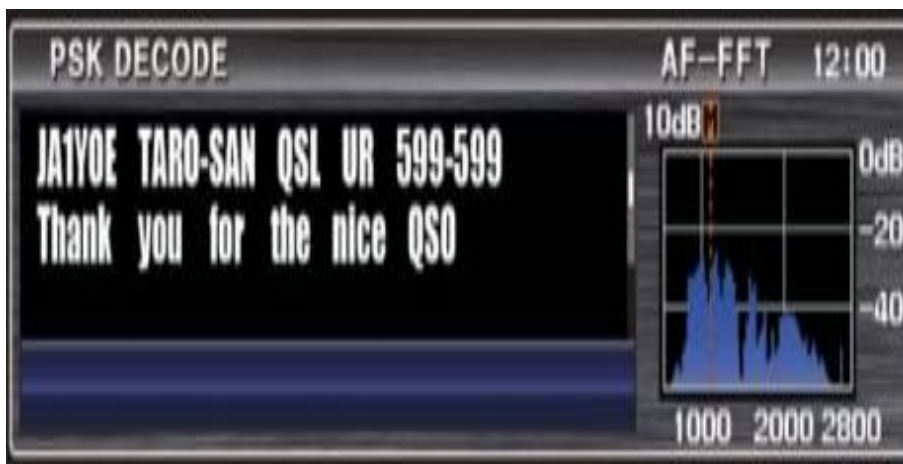 PSK DECODE AF-FFT 12:00
JA1YOE TARO-SAN QSL UR 599-599
Thank you for the nice QSO
10dB M
0dB
-20
-40
1000 2000 2800